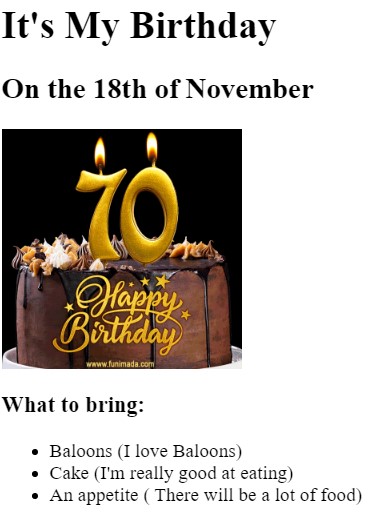 It's My Birthday
On the 18th of November
70
Happy
Birthday
www.funimada.com
What to bring:
Baloons (I love Baloons)
Cake (I'm really good at eating)
An appetite ( There will be a lot of food)